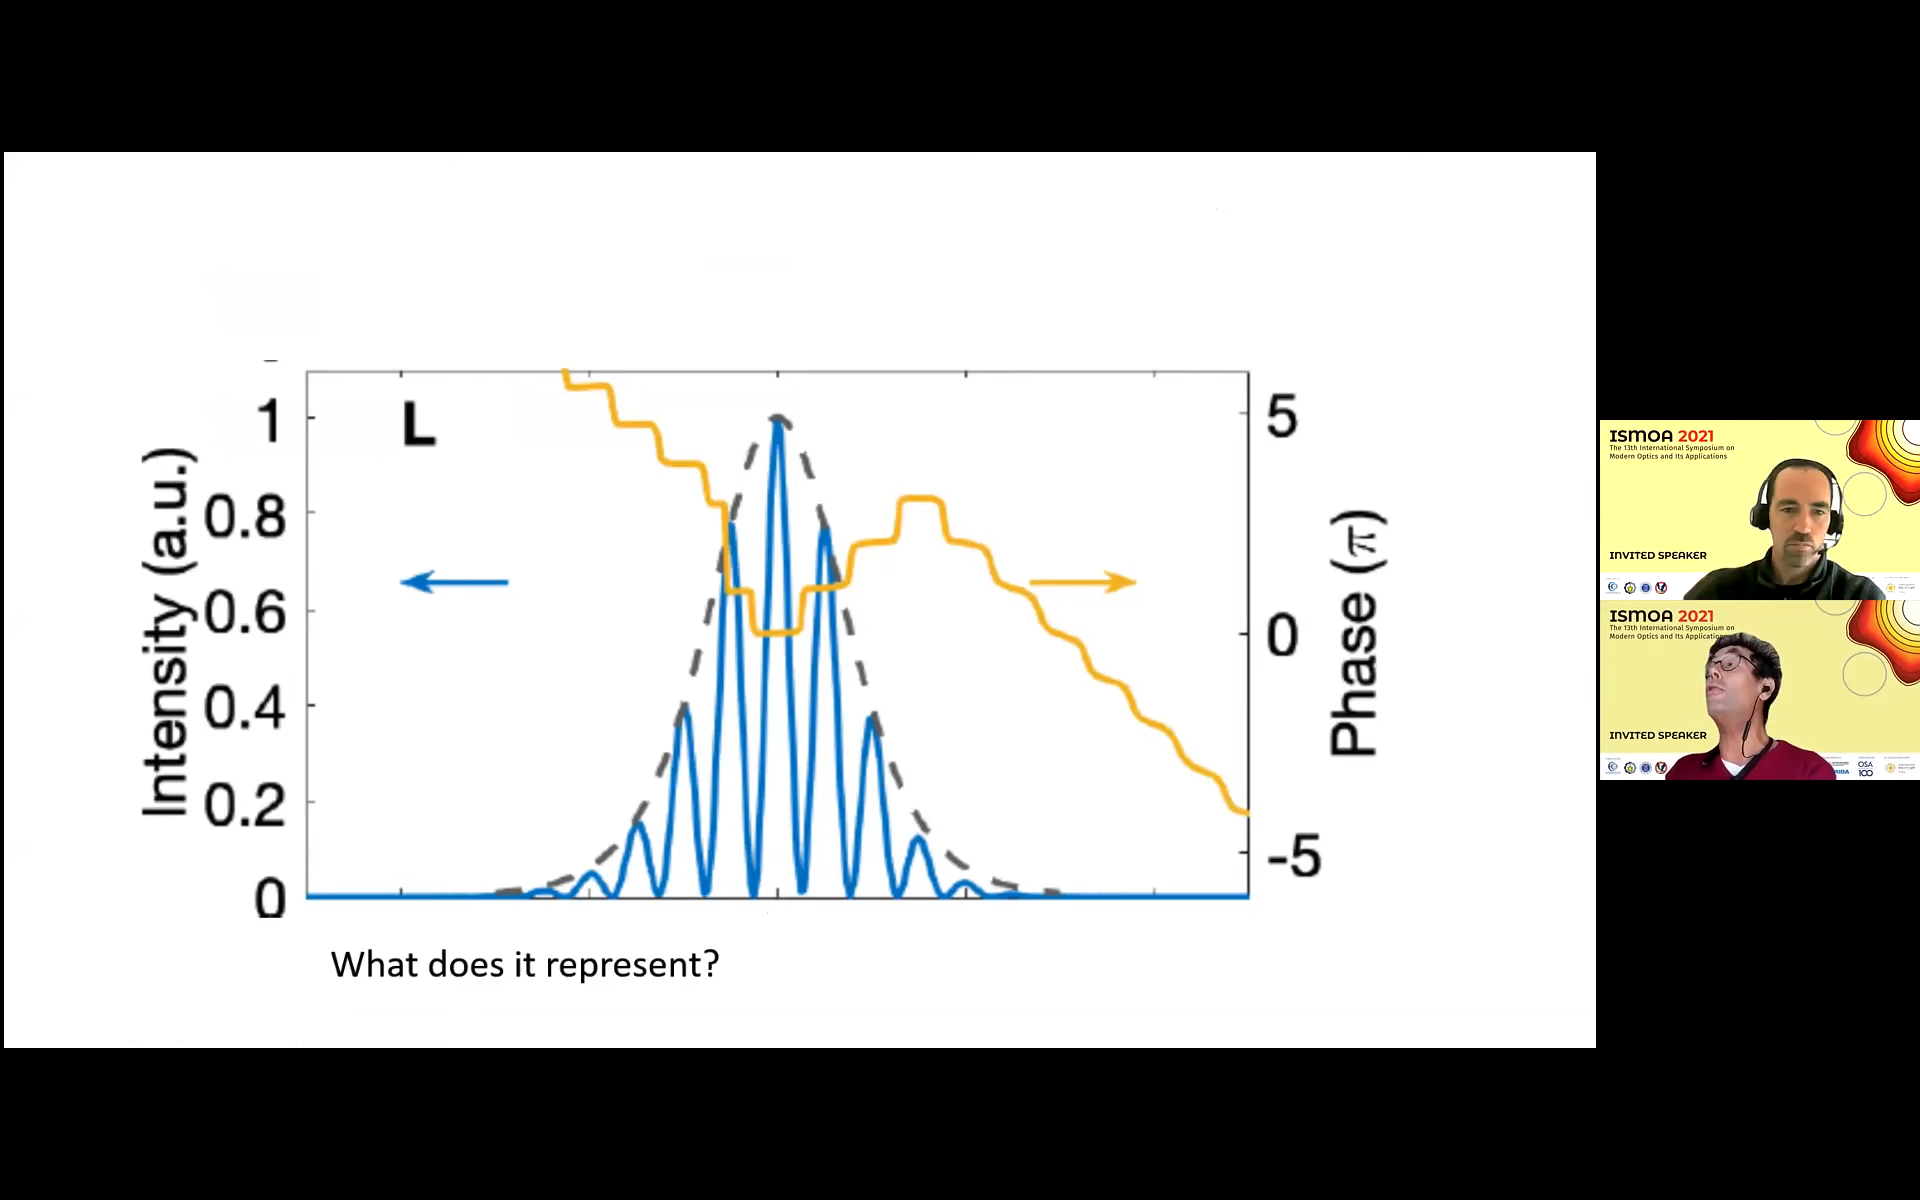 L
Intensity (a.u.)
1
0.8
0.6
0.4
0.2
0
5
0
-5
Phase (π)
What does it represent?
ISMOA 2021
The 13th International Symposium on
Modern Optics and Its Applications
INVITED SPEAKER
ISMOA 2021
The 13th International Symposium on
Modern Optics and Its Applications
INVITED SPEAKER
OSA
100